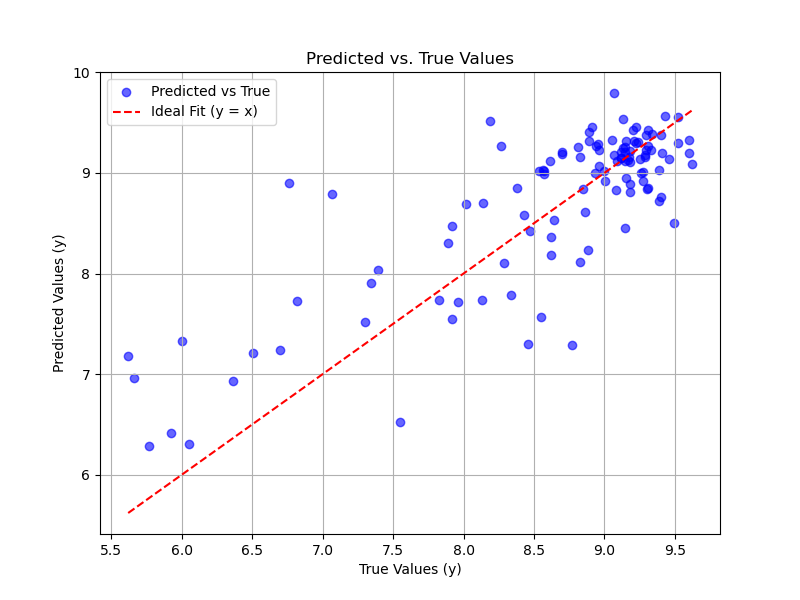 Predicted vs. True Values
Predicted vs True
Ideal Fit (y = x)
Predicted Values (y)
10
9
8
7
6
5.5 6.0 6.5 7.0 7.5 8.0 8.5 9.0 9.5
True Values (y)